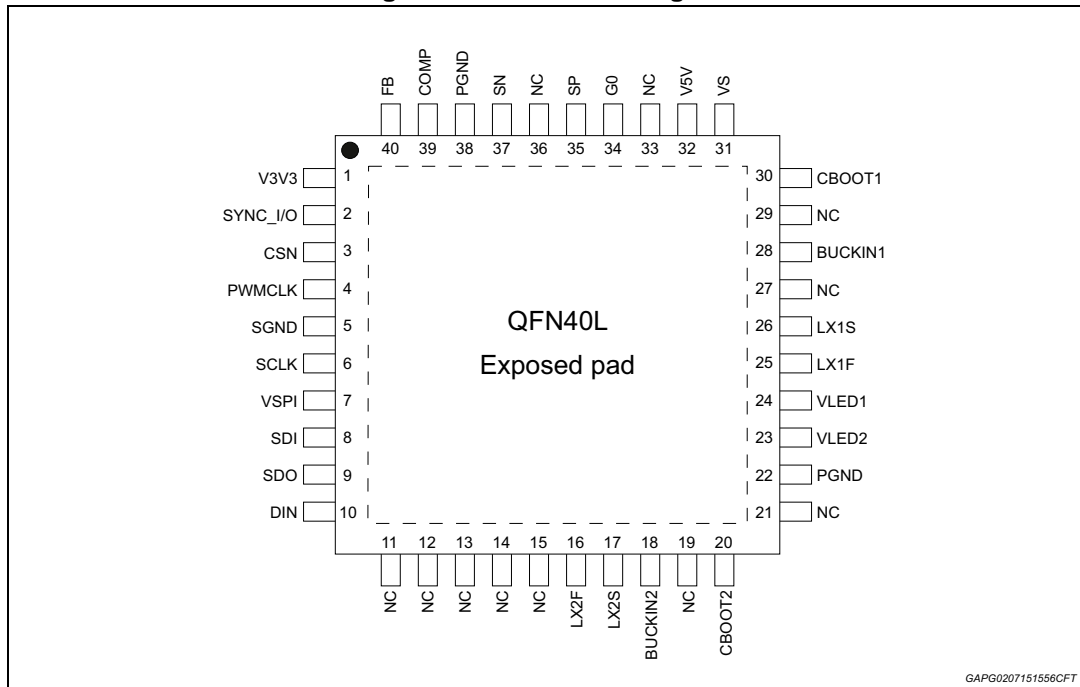 FB
COMP
PGND
SN
NC
SP
G0
NC
V5V
VS
40
39
38
37
36
35
34
33
32
31
V3V3 1
SYNC_I/O 2
CSN 3
PWMCLK 4
SGND 5
SCLK 6
VSPI 7
SDI 8
SDO 9
DIN 10
QFN40L
Exposed pad
30 CBOOT1
29 NC
28 BUCKIN1
27 NC
26 LX1S
25 LX1F
24 VLED1
23 VLED2
22 PGND
21 NC
11
12
13
14
15
16
17
18
19
20
NC
NC
NC
NC
NC
LX2F
LX2S
BUCKIN2
NC
CBOOT2
GAPG0207151556CFT